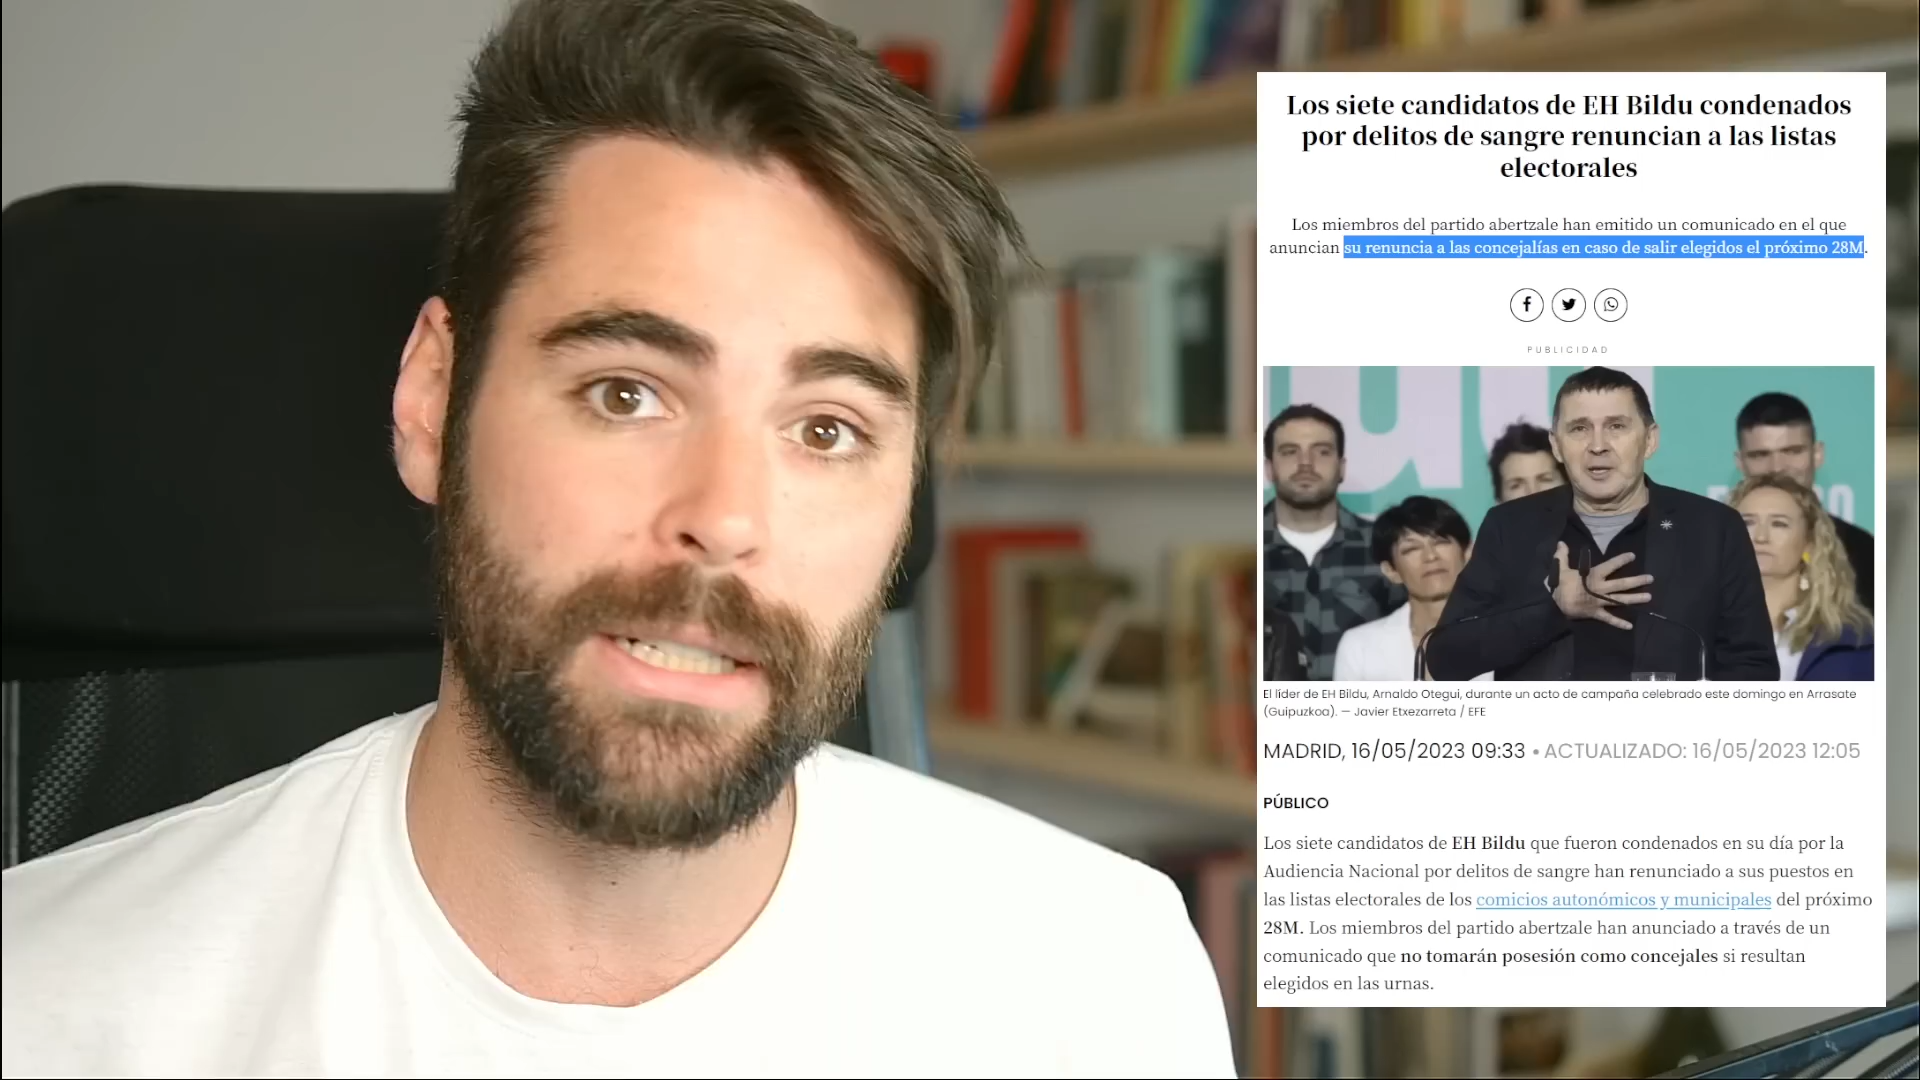 Los siete candidatos de EH Bildu condenados
por delitos de sangre renuncian a las listas
electorales
Los miembros del partido abertzale han emitido un comunicado en el que
anuncian su renuncia a las concejalías en caso de salir elegidos el próximo 28M.
PUBLICIDAD
El líder de EH Bildu, Arnaldo Otegui, durante un acto de campaña celebrado este domingo en Arrasate
(Guipuzkoa). — Javier Etxezarreta / EFE
MADRID, 16/05/2023 09:33 • ACTUALIZADO: 16/05/2023 12:05
PÚBLICO
Los siete candidatos de EH Bildu que fueron condenados en su día por la
Audiencia Nacional por delitos de sangre han renunciado a sus puestos en
las listas electorales de los comicios autonómicos y municipales del próximo
28M. Los miembros del partido abertzale han anunciado a través de un
comunicado que no tomarán posesión como concejales si resultan
elegidos en las urnas.